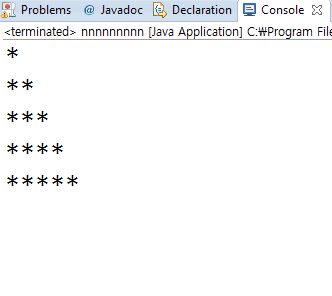 Problems @ Javadoc Declaration Console
<terminated> nnnnnnnnn [Java Application] C:₩Program File
*
**
***
****
*****